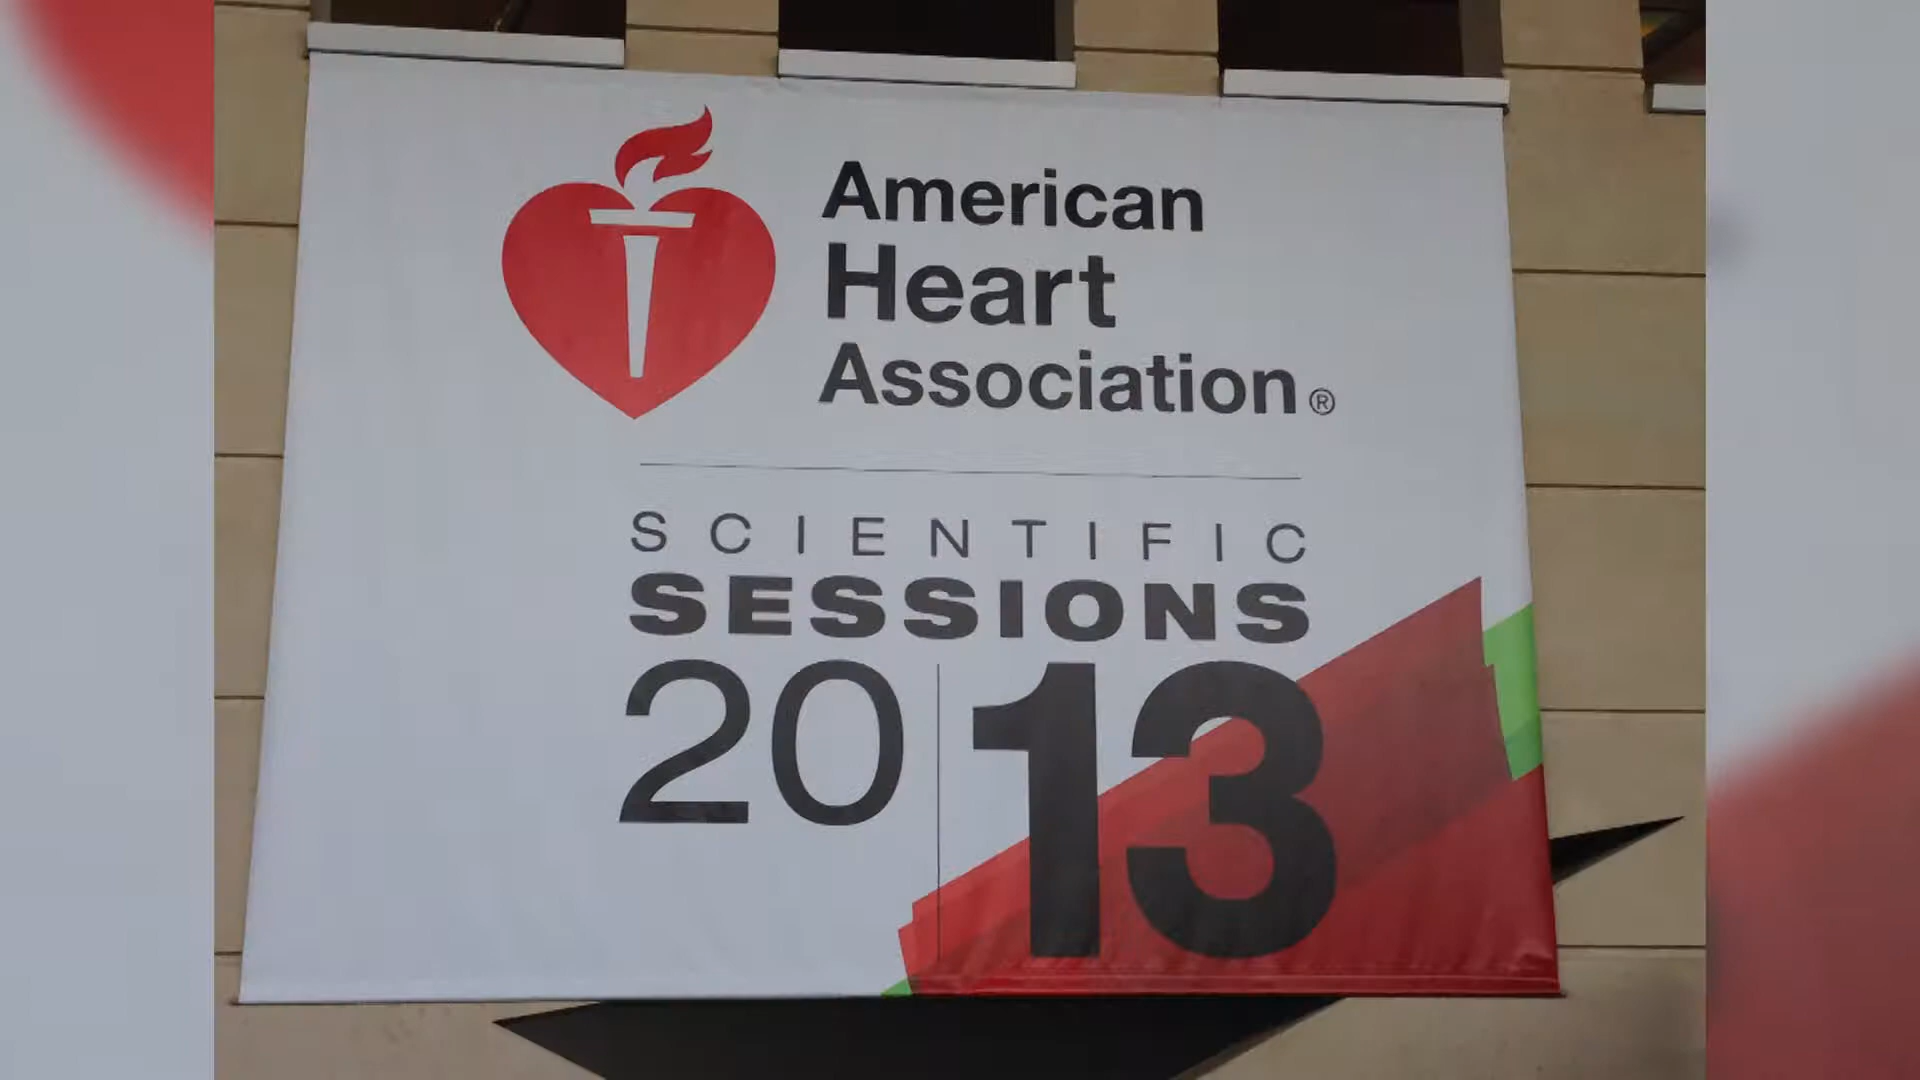 American
Heart
Association®
SCIENTIFIC
SESSIONS
2013